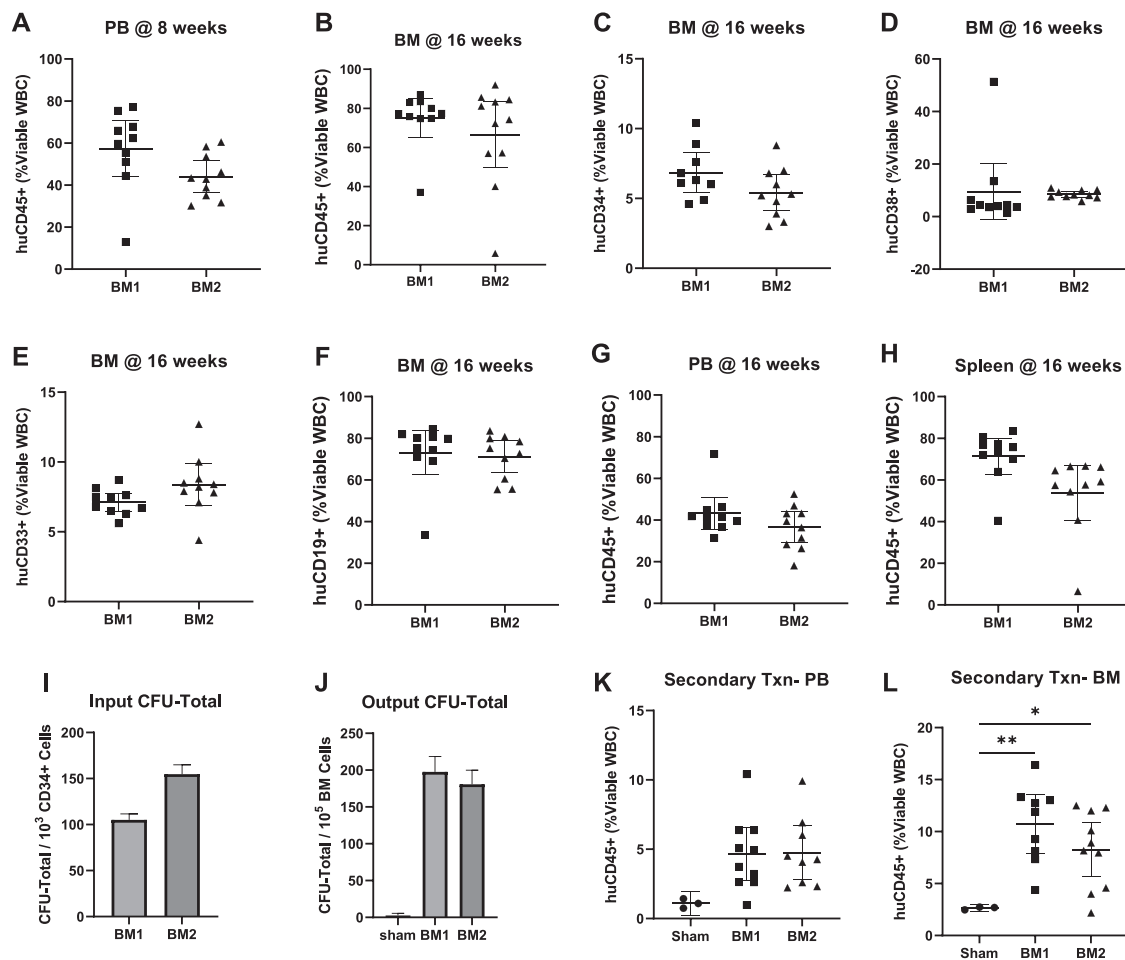 A
PB @ 8 weeks
huCD45+ (%Viable WBC)
100
80
60
40
20
0
BM1
BM2
B
BM @ 16 weeks
huCD45+ (%Viable WBC)
100
80
60
40
20
0
BM1
BM2
C
BM @ 16 weeks
huCD34+ (%Viable WBC)
15
10
5
0
BM1
BM2
D
BM @ 16 weeks
huCD38+ (%Viable WBC)
60
40
20
0
-20
BM1
BM2
E
BM @ 16 weeks
huCD33+ (%Viable WBC)
15
10
5
0
BM1
BM2
F
BM @ 16 weeks
huCD19+ (%Viable WBC)
100
80
60
40
20
0
BM1
BM2
G
PB @ 16 weeks
huCD45+ (%Viable WBC)
100
80
60
40
20
0
BM1
BM2
H
Spleen @ 16 weeks
huCD45+ (%Viable WBC)
100
80
60
40
20
0
BM1
BM2
I
Input CFU-Total
CFU-Total / 10³ CD34+ Cells
200
150
100
50
0
BM1
BM2
J
Output CFU-Total
CFU-Total / 10⁵ BM Cells
250
200
150
100
50
0
sham
BM1
BM2
K
Secondary Txn- PB
huCD45+ (%Viable WBC)
15
10
5
0
Sham
BM1
BM2
L
Secondary Txn- BM
huCD45+ (%Viable WBC)
20
15
10
5
0
*
**
Sham
BM1
BM2